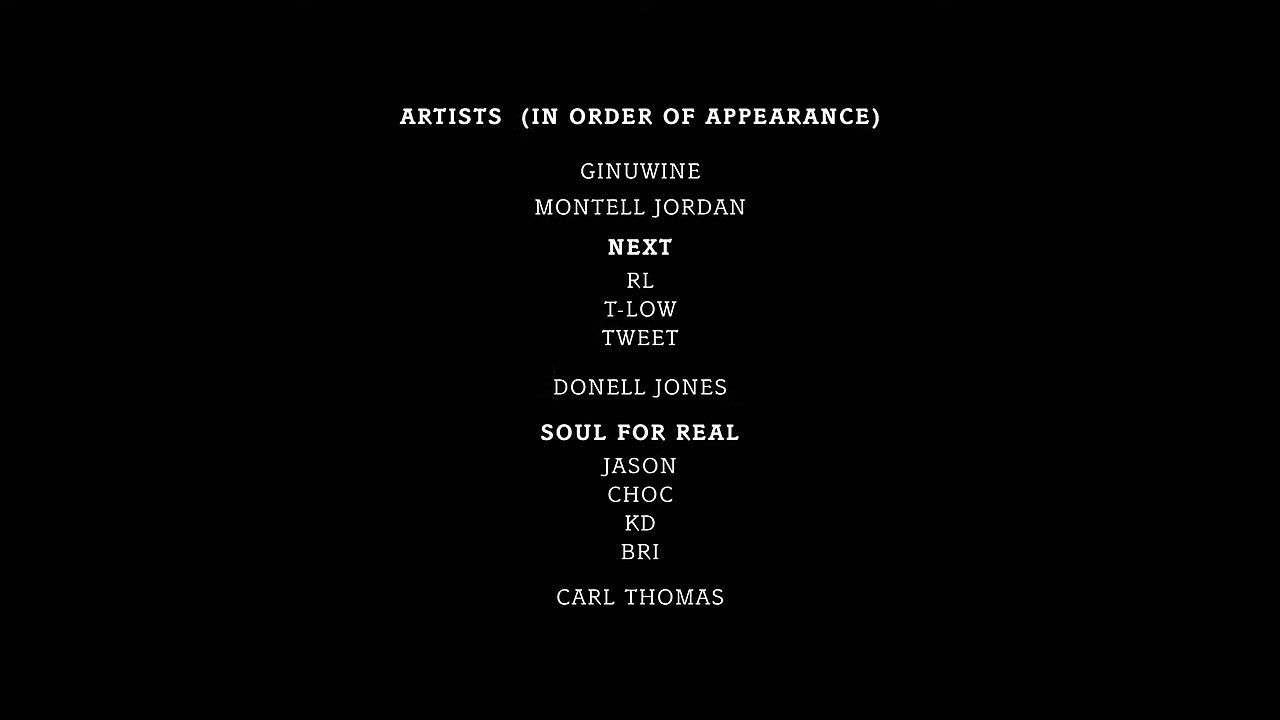 ARTISTS (IN ORDER OF APPEARANCE)
GINUWINE
MONTELL JORDAN
NEXT
RL
T-LOW
TWEET
DONELL JONES
SOUL FOR REAL
JASON
CHOC
KD
BRI
CARL THOMAS